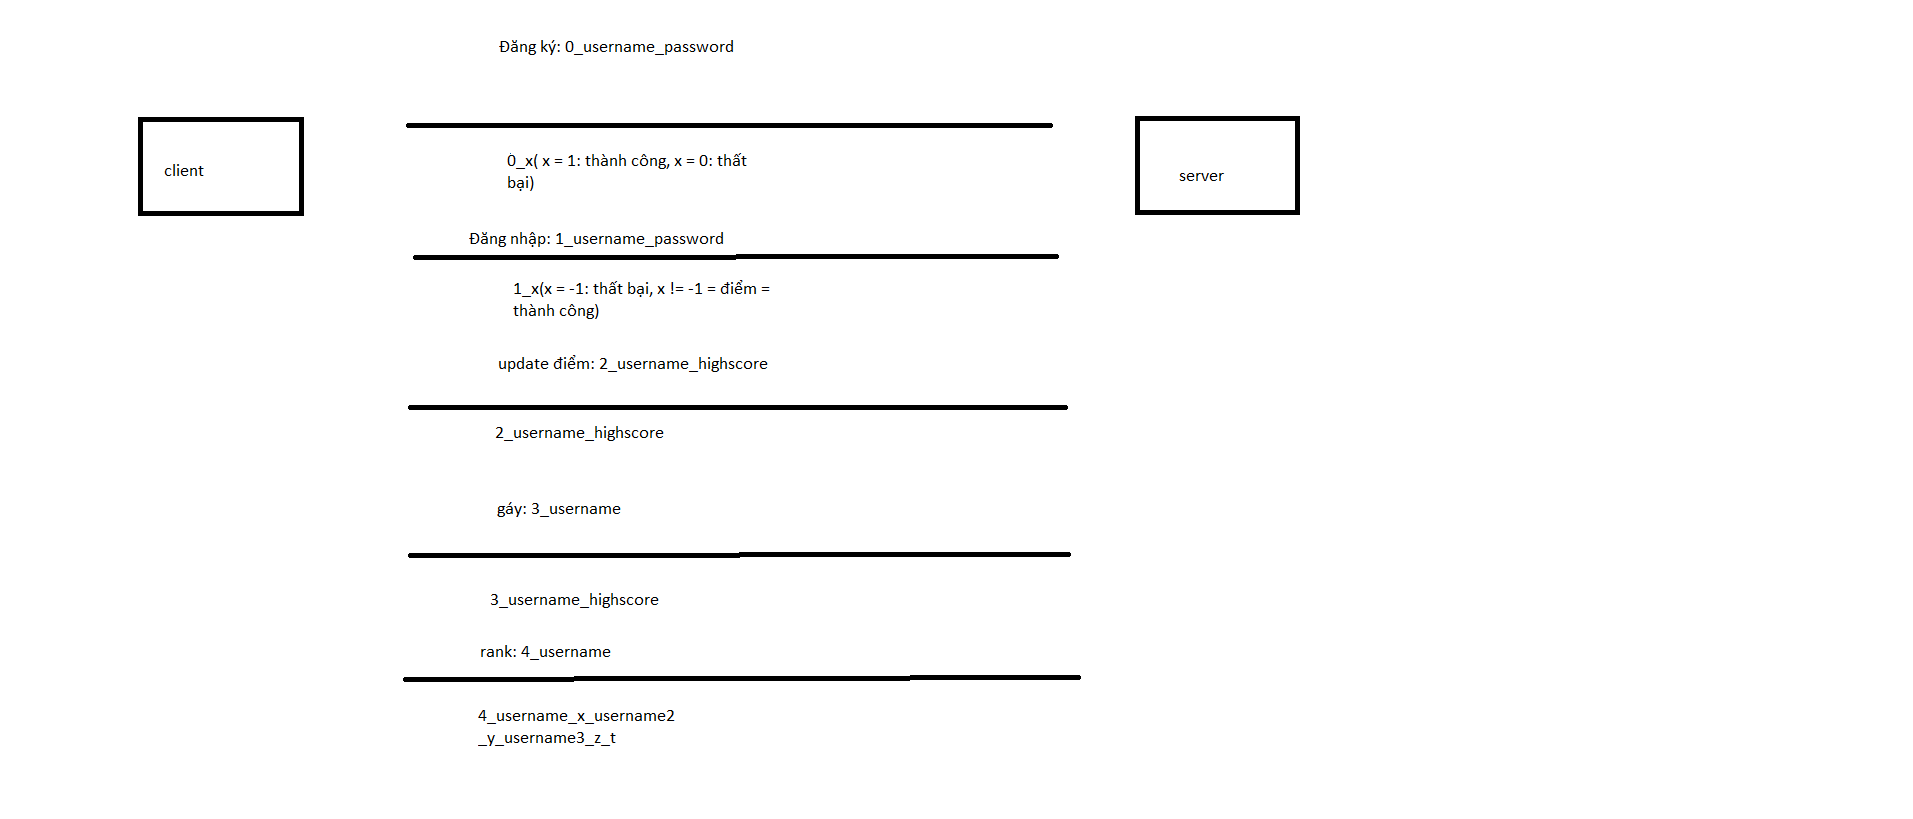 Đăng ký: 0_username_password
client
0_x( x = 1: thành công, x = 0: thất
bại)
server
Đăng nhập: 1_username_password
1_x(x = -1: thất bại, x != -1 = điểm =
thành công)
update điểm: 2_username_highscore
2_username_highscore
gáy: 3_username
3_username_highscore
rank: 4_username
4_username_x_username2
_y_username3_z_t